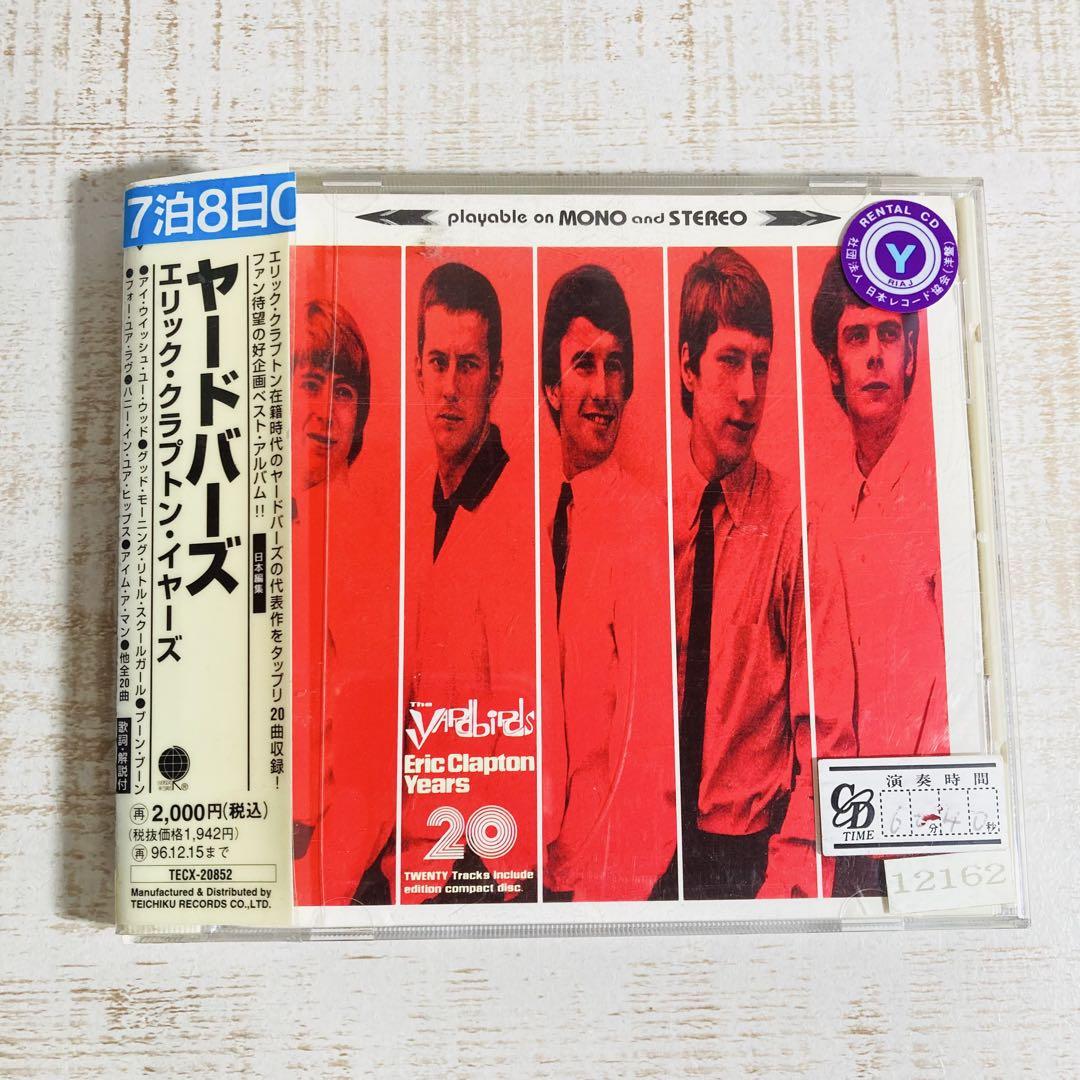 7泊8日
ヤードバーズ
エリック・クラプトン・イヤーズ
エリック・クラプトン在籍時代のヤードバーズの代表作をタップリ20曲収録!
ファン待望の好企画ベスト・アルバム!!
日本編集
●アイ・ウィッシュ・ユー・ウッド●グッド・モーニング・リトル・スクールガール●ブーン・ブーン
●フォー・ユア・ラヴ●ハニー・イン・ユア・ヒップス●アイム・ア・マン●他全20曲
歌詞・解説付
再 2,000円(税込)
(税抜価格1,942円)
再 96.12.15まで
TECX-20852
Manufactured & Distributed by
TEICHIKU RECORDS CO.,LTD.
playable on MONO and STEREO
RENTAL CD
Y
RIAJ
社団法人 日本レコード協会(洋盤)
The
Yardbirds
Eric Clapton
Years
20
TWENTY Tracks include
edition compact disc.
演奏時間
TIME
分
秒
12162